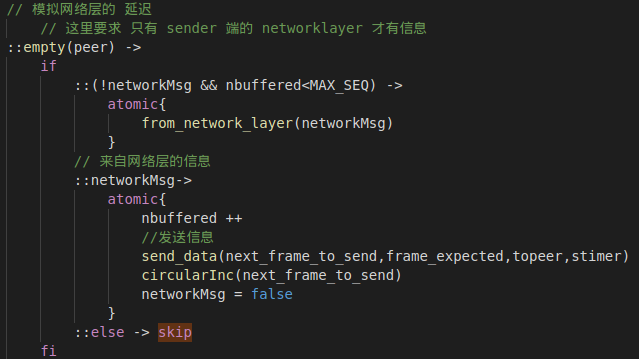 // 模拟网络层的 延迟
// 这里要求 只有 sender 端的 networklayer 才有信息
::empty(peer) ->
if
::(!networkMsg && nbuffered<MAX_SEQ) ->
atomic{
from_network_layer(networkMsg)
}
// 来自网络层的信息
::networkMsg->
atomic{
nbuffered ++
//发送信息
send_data(next_frame_to_send,frame_expected,topeer,stimer)
circularInc(next_frame_to_send)
networkMsg = false
}
::else -> skip
fi